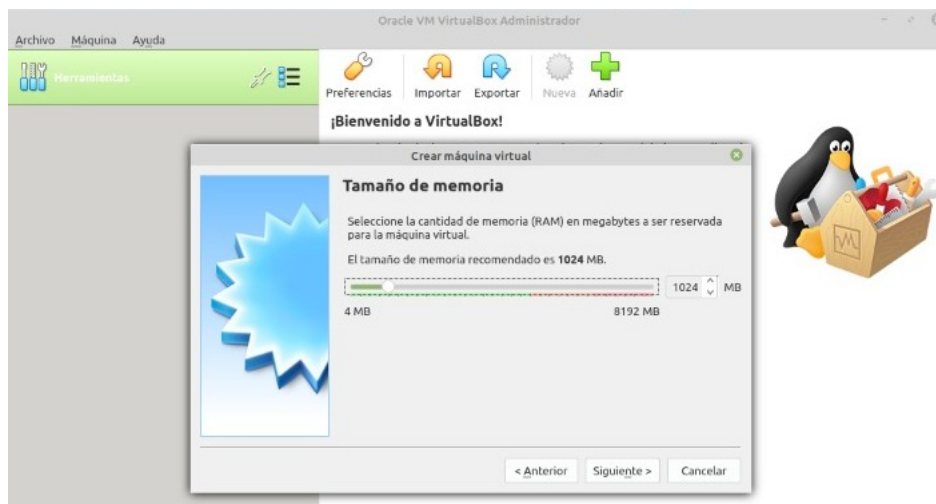 Oracle VM VirtualBox Administrador
Archivo Máquina Ayuda
Herramientas
Preferencias Importar Exportar Nueva Añadir
¡Bienvenido a VirtualBox!
Crear máquina virtual
Tamaño de memoria
Seleccione la cantidad de memoria (RAM) en megabytes a ser reservada
para la máquina virtual.
El tamaño de memoria recomendado es 1024 MB.
1024 MB
4 MB 8192 MB
< Anterior Siguiente > Cancelar